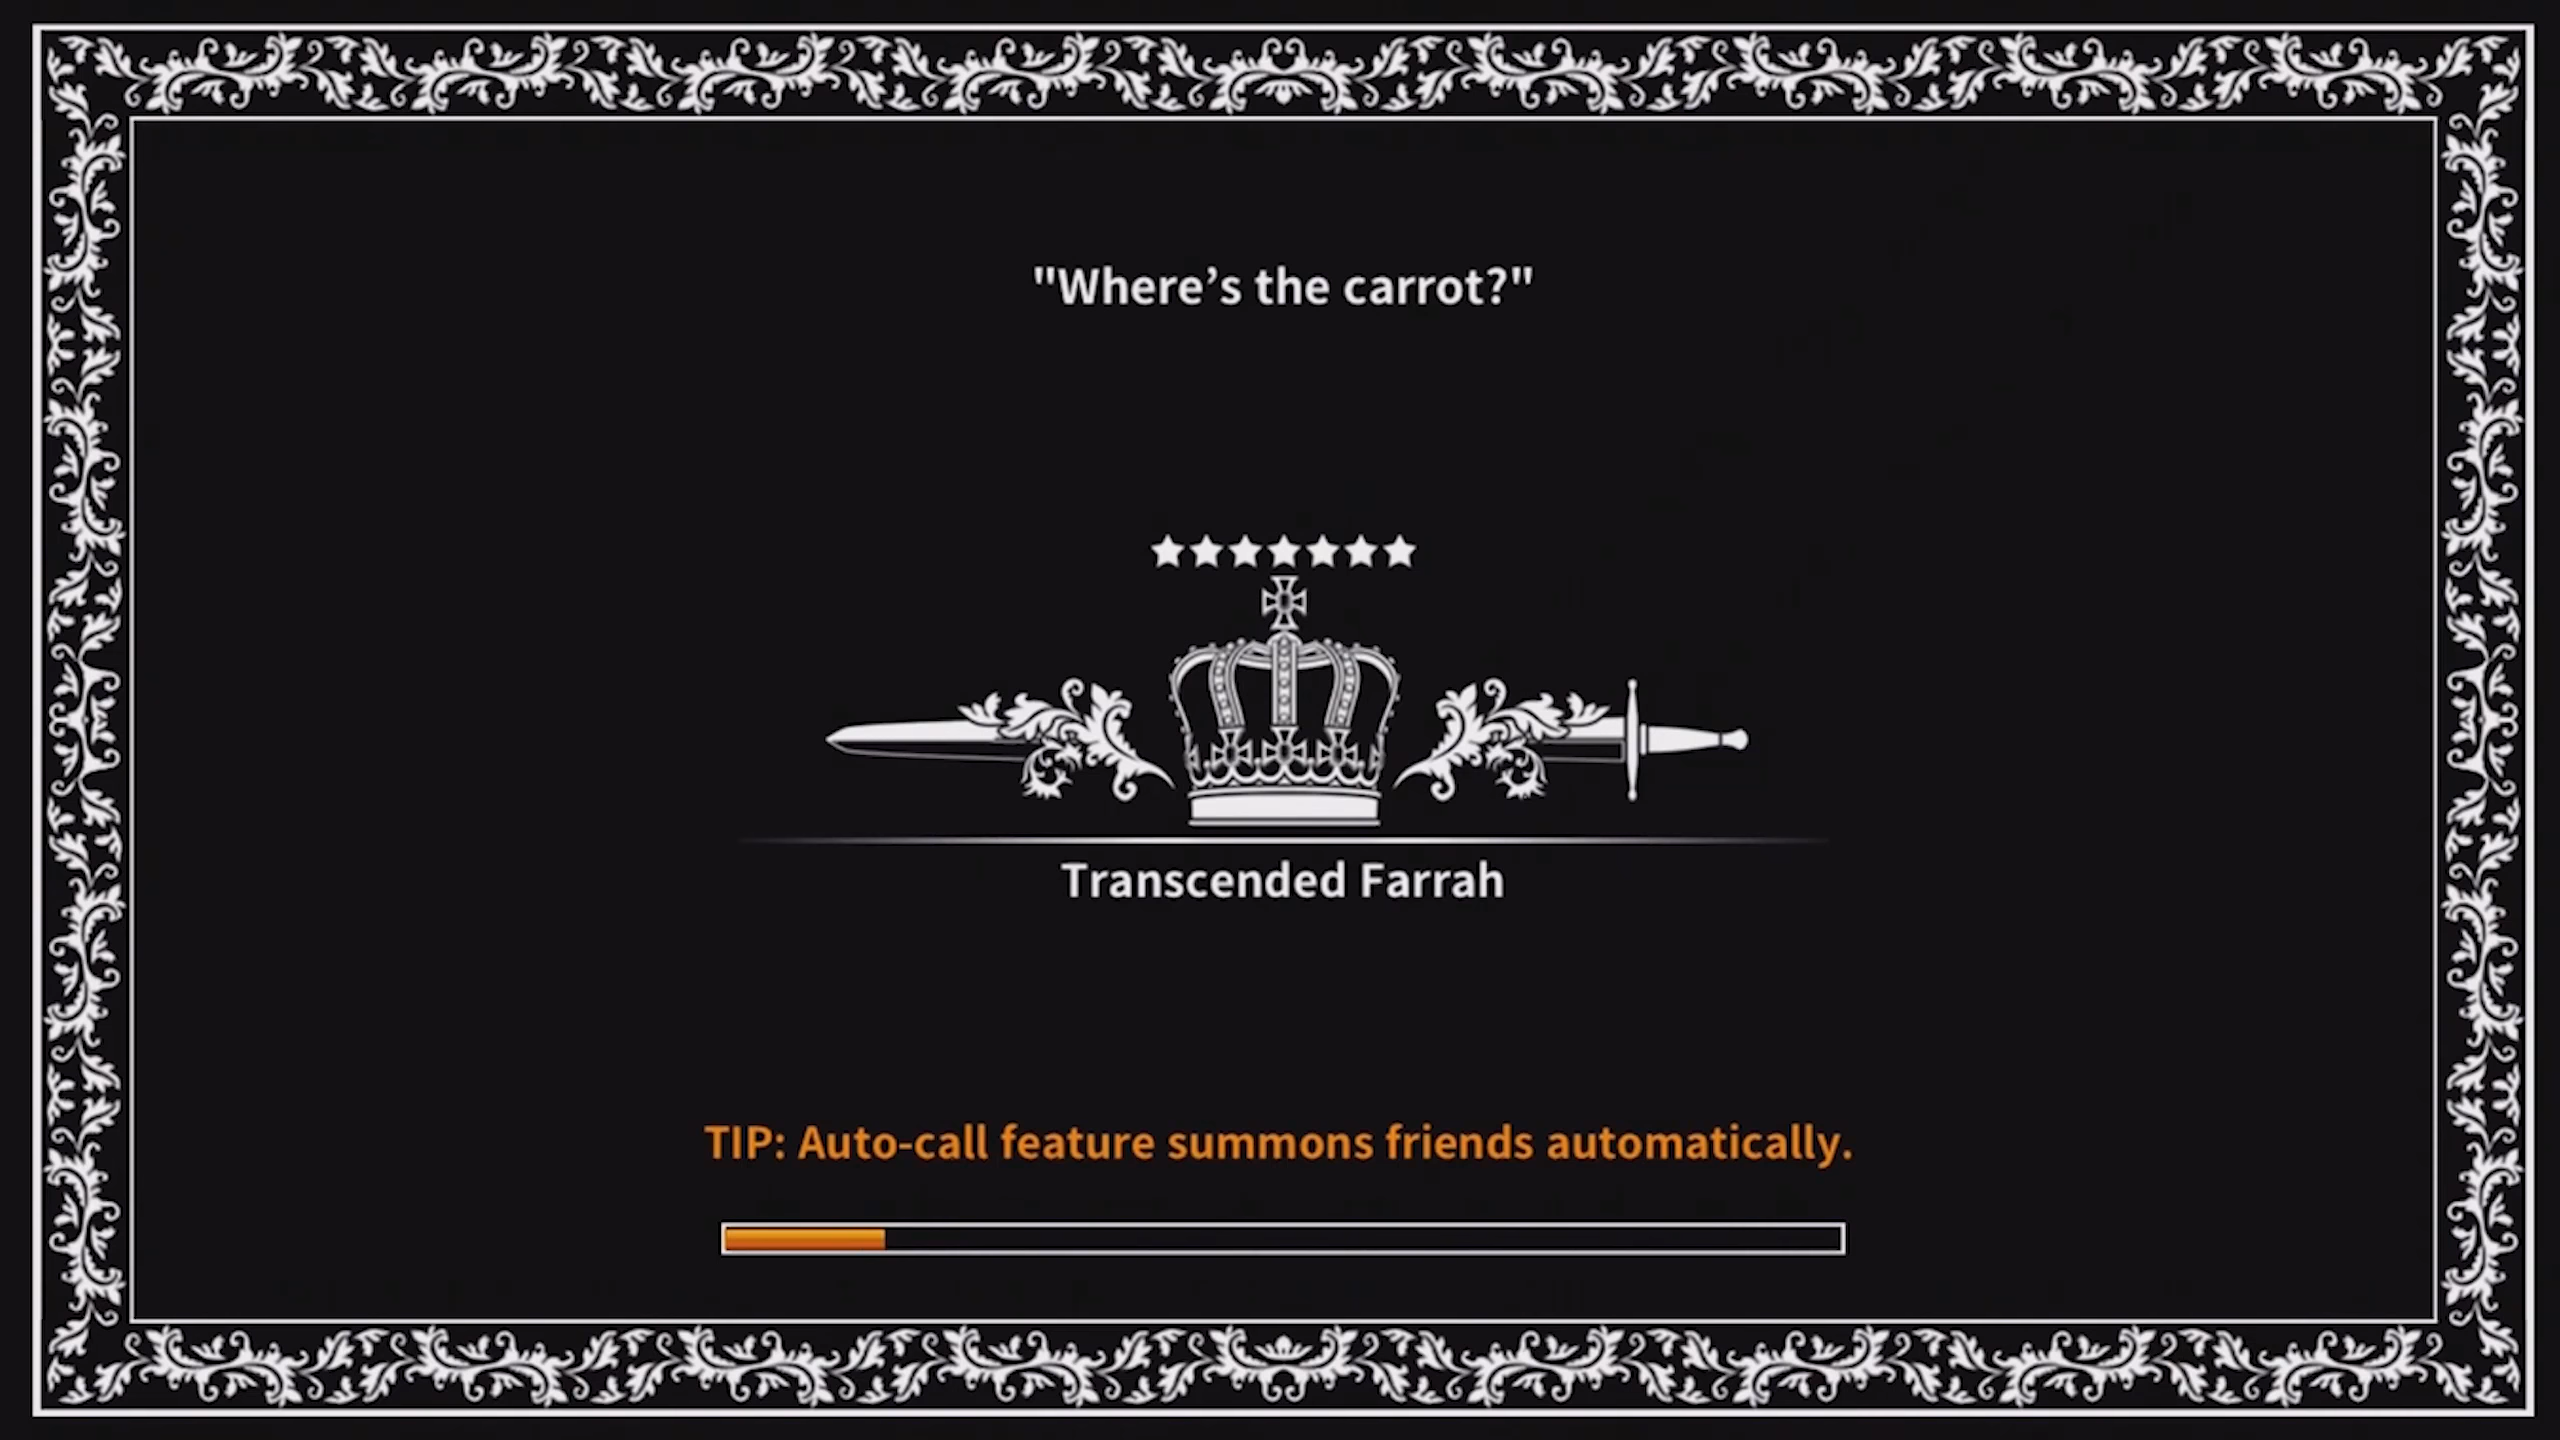 "Where’s the carrot?"
Transcended Farrah
TIP: Auto-call feature summons friends automatically.